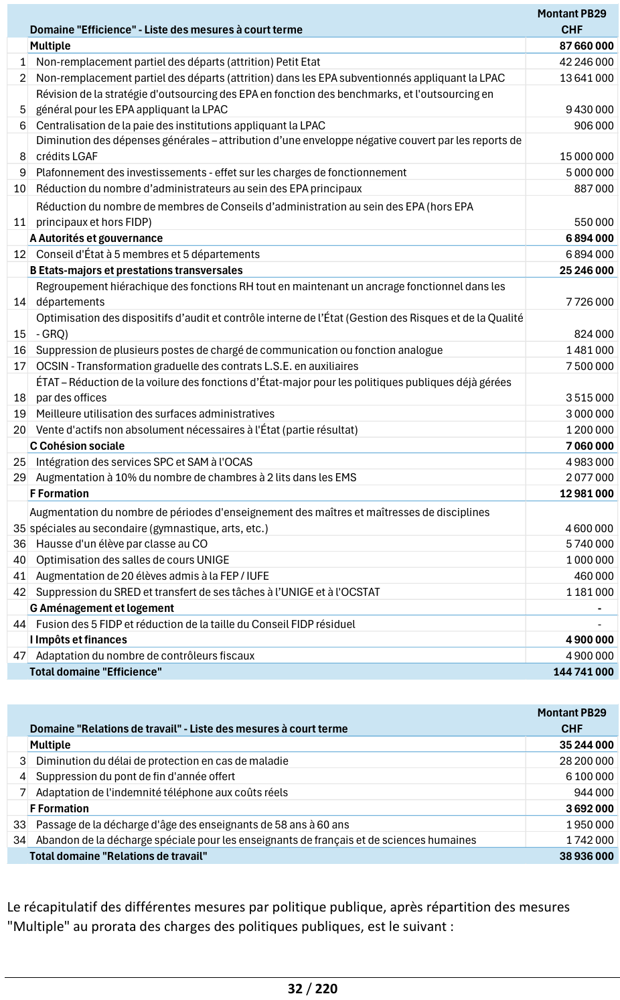 Montant PB29
Domaine "Efficience" - Liste des mesures à court terme CHF
Multiple 87 660 000
1 Non-remplacement partiel des départs (attrition) Petit Etat 42 246 000
2 Non-remplacement partiel des départs (attrition) dans les EPA subventionnés appliquant la LPAC 13 641 000
Révision de la stratégie d'outsourcing des EPA en fonction des benchmarks, et l'outsourcing en
5 général pour les EPA appliquant la LPAC 9 430 000
6 Centralisation de la paie des institutions appliquant la LPAC 906 000
Diminution des dépenses générales – attribution d’une enveloppe négative couvert par les reports de
8 crédits LGAF 15 000 000
9 Plafonnement des investissements - effet sur les charges de fonctionnement 5 000 000
10 Réduction du nombre d’administrateurs au sein des EPA principaux 887 000
Réduction du nombre de membres de Conseils d’administration au sein des EPA (hors EPA
11 principaux et hors FIDP) 550 000
A Autorités et gouvernance 6 894 000
12 Conseil d'État à 5 membres et 5 départements 6 894 000
B Etats-majors et prestations transversales 25 246 000
Regroupement hiérachique des fonctions RH tout en maintenant un ancrage fonctionnel dans les
14 départements 7 726 000
Optimisation des dispositifs d’audit et contrôle interne de l’État (Gestion des Risques et de la Qualité
15 - GRQ) 824 000
16 Suppression de plusieurs postes de chargé de communication ou fonction analogue 1 481 000
17 OCSIN - Transformation graduelle des contrats L.S.E. en auxiliaires 7 500 000
ÉTAT – Réduction de la voilure des fonctions d’État-major pour les politiques publiques déjà gérées
18 par des offices 3 515 000
19 Meilleure utilisation des surfaces administratives 3 000 000
20 Vente d'actifs non absolument nécessaires à l'État (partie résultat) 1 200 000
C Cohésion sociale 7 060 000
25 Intégration des services SPC et SAM à l'OCAS 4 983 000
29 Augmentation à 10% du nombre de chambres à 2 lits dans les EMS 2 077 000
F Formation 12 981 000
Augmentation du nombre de périodes d'enseignement des maîtres et maîtresses de disciplines
35 spéciales au secondaire (gymnastique, arts, etc.) 4 600 000
36 Hausse d'un élève par classe au CO 5 740 000
40 Optimisation des salles de cours UNIGE 1 000 000
41 Augmentation de 20 élèves admis à la FEP / IUFE 460 000
42 Suppression du SRED et transfert de ses tâches à l’UNIGE et à l'OCSTAT 1 181 000
G Aménagement et logement -
44 Fusion des 5 FIDP et réduction de la taille du Conseil FIDP résiduel -
I Impôts et finances 4 900 000
47 Adaptation du nombre de contrôleurs fiscaux 4 900 000
Total domaine "Efficience" 144 741 000
Montant PB29
Domaine "Relations de travail" - Liste des mesures à court terme CHF
Multiple 35 244 000
3 Diminution du délai de protection en cas de maladie 28 200 000
4 Suppression du pont de fin d'année offert 6 100 000
7 Adaptation de l'indemnité téléphone aux coûts réels 944 000
F Formation 3 692 000
33 Passage de la décharge d'âge des enseignants de 58 ans à 60 ans 1 950 000
34 Abandon de la décharge spéciale pour les enseignants de français et de sciences humaines 1 742 000
Total domaine "Relations de travail" 38 936 000
Le récapitulatif des différentes mesures par politique publique, après répartition des mesures
"Multiple" au prorata des charges des politiques publiques, est le suivant :
32 / 220